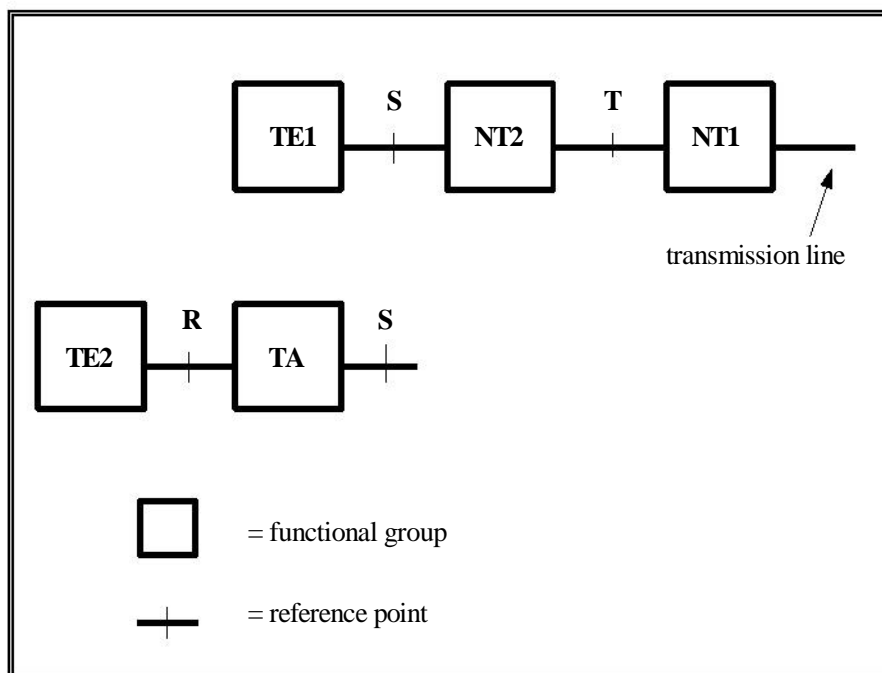 S T
TE1 NT2 NT1
transmission line
R S
TE2 TA
= functional group
= reference point